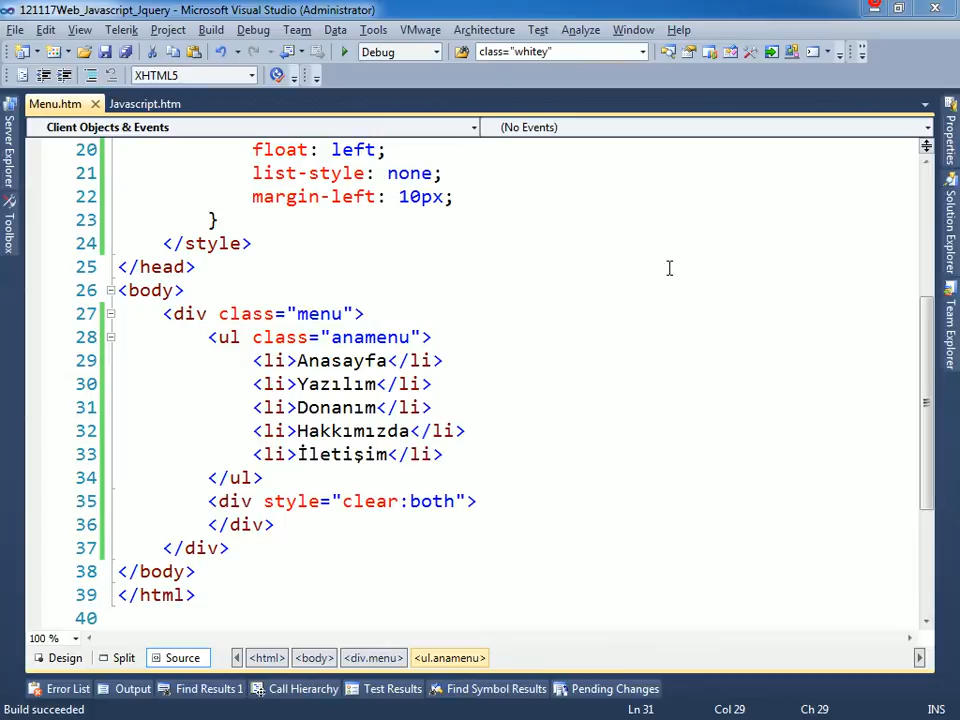 121117Web_Javascript_Jquery - Microsoft Visual Studio (Administrator)
File Edit View Telerik Project Build Debug Team Data Tools VMware Architecture Test Analyze Window Help
Debug class="whitey"
XHTML5
Menu.htm Javascript.htm
Client Objects & Events (No Events)
20 float: left;
21 list-style: none;
22 margin-left: 10px;
23 }
24 </style>
25 </head>
26 <body>
27 <div class="menu">
28 <ul class="anamenu">
29 <li>Anasayfa</li>
30 <li>Yazılım</li>
31 <li>Donanım</li>
32 <li>Hakkımızda</li>
33 <li>İletişim</li>
34 </ul>
35 <div style="clear:both">
36 </div>
37 </div>
38 </body>
39 </html>
40
100 %
Design Split Source <html> <body> <div.menu> <ul.anamenu>
Error List Output Find Results 1 Call Hierarchy Test Results Find Symbol Results Pending Changes
Build succeeded Ln 31 Col 29 Ch 29 INS
Server Explorer
Toolbox
Properties
Solution Explorer
Team Explorer